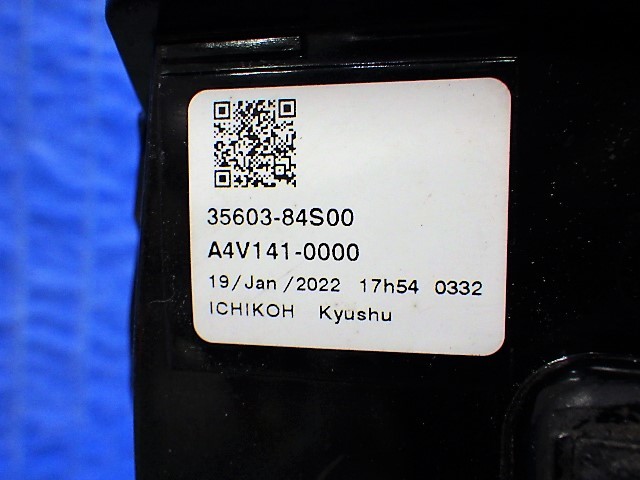 35603-84S00
A4V141-0000
19/Jan/2022 17h54 0332
ICHIKOH Kyushu